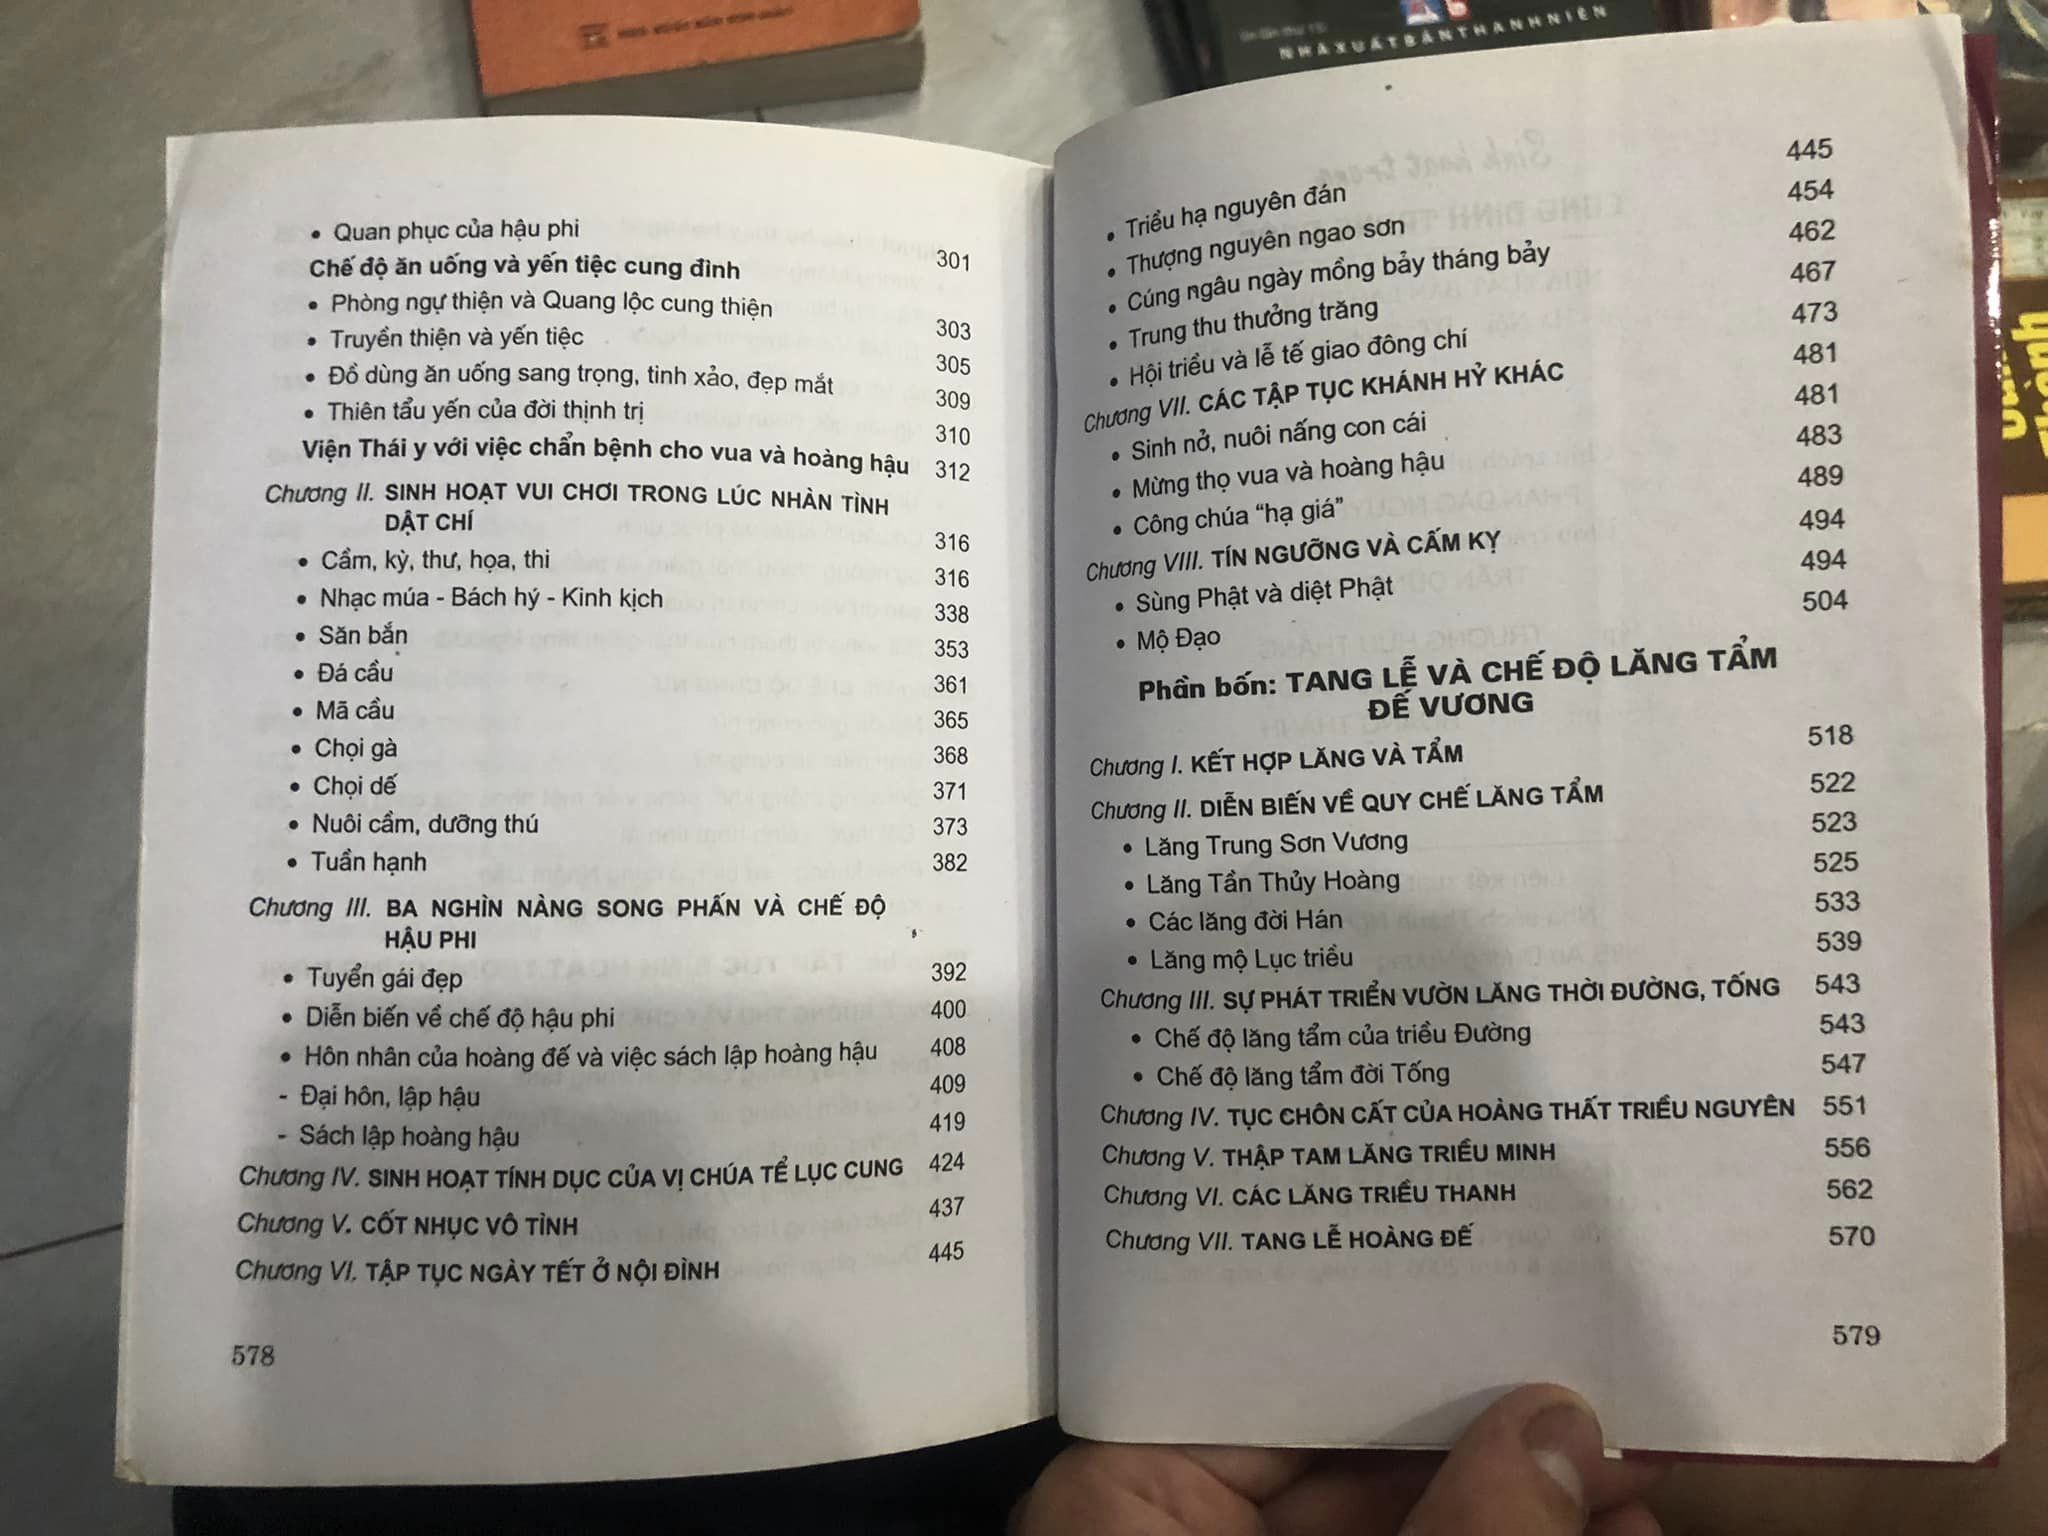 NHÀ XUẤT BẢN THANH NIÊN
• Quan phục của hậu phi 301
Chế độ ăn uống và yến tiệc cung đình
• Phòng ngự thiện và Quang lộc cung thiện 303
• Truyền thiện và yến tiệc 305
• Đồ dùng ăn uống sang trọng, tinh xảo, đẹp mắt 309
• Thiên tẩu yến của đời thịnh trị 310
Viện Thái y với việc chẩn bệnh cho vua và hoàng hậu 312
Chương II. SINH HOẠT VUI CHƠI TRONG LÚC NHÀN TÌNH
DẬT CHÍ 316
• Cầm, kỳ, thư, họa, thi 316
• Nhạc múa - Bách hý - Kinh kịch 338
• Săn bắn 353
• Đá cầu 361
• Mã cầu 365
• Chọi gà 368
• Chọi dế 371
• Nuôi cầm, dưỡng thú 373
• Tuần hạnh 382
Chương III. BA NGHÌN NÀNG SONG PHẤN VÀ CHẾ ĐỘ
HẬU PHI
• Tuyển gái đẹp 392
• Diễn biến về chế độ hậu phi 400
• Hôn nhân của hoàng đế và việc sách lập hoàng hậu 408
- Đại hôn, lập hậu 409
- Sách lập hoàng hậu 419
Chương IV. SINH HOẠT TÍNH DỤC CỦA VỊ CHÚA TỂ LỤC CUNG 424
Chương V. CỐT NHỤC VÔ TÌNH 437
Chương VI. TẬP TỤC NGÀY TẾT Ở NỘI ĐÌNH 445
578
• Triều hạ nguyên đán 445
• Thượng nguyên ngao sơn 454
• Cúng ngâu ngày mồng bảy tháng bảy 462
• Trung thu thưởng trăng 467
• Hội triều và lễ tế giao đông chí 473
Chương VII. CÁC TẬP TỤC KHÁNH HỶ KHÁC 481
• Sinh nở, nuôi nấng con cái 481
• Mừng thọ vua và hoàng hậu 483
• Công chúa "hạ giá" 489
Chương VIII. TÍN NGƯỠNG VÀ CẤM KỴ 494
• Sùng Phật và diệt Phật 494
• Mộ Đạo 504
Phần bốn: TANG LỄ VÀ CHẾ ĐỘ LĂNG TẨM
ĐẾ VƯƠNG
Chương I. KẾT HỢP LĂNG VÀ TẨM 518
Chương II. DIỄN BIẾN VỀ QUY CHẾ LĂNG TẨM 522
• Lăng Trung Sơn Vương 523
• Lăng Tần Thủy Hoàng 525
• Các lăng đời Hán 533
• Lăng mộ Lục triều 539
Chương III. SỰ PHÁT TRIỂN VƯỜN LĂNG THỜI ĐƯỜNG, TỐNG 543
• Chế độ lăng tẩm của triều Đường 543
• Chế độ lăng tẩm đời Tống 547
Chương IV. TỤC CHÔN CẤT CỦA HOÀNG THẤT TRIỀU NGUYÊN 551
Chương V. THẬP TAM LĂNG TRIỀU MINH 556
Chương VI. CÁC LĂNG TRIỀU THANH 562
Chương VII. TANG LỄ HOÀNG ĐẾ 570
579